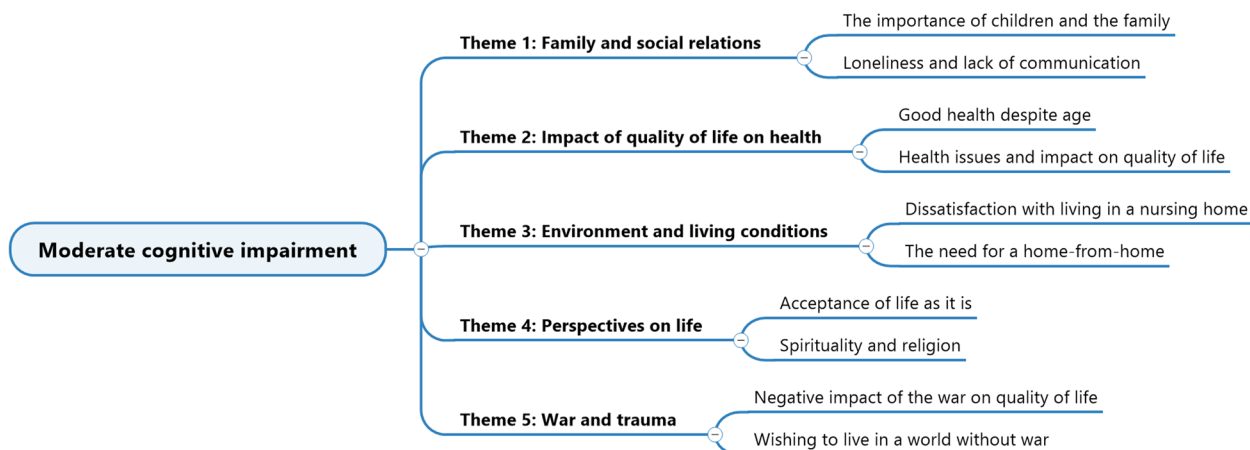 Moderate cognitive impairment
Theme 1: Family and social relations
The importance of children and the family
Loneliness and lack of communication
Theme 2: Impact of quality of life on health
Good health despite age
Health issues and impact on quality of life
Theme 3: Environment and living conditions
Dissatisfaction with living in a nursing home
The need for a home-from-home
Theme 4: Perspectives on life
Acceptance of life as it is
Spirituality and religion
Theme 5: War and trauma
Negative impact of the war on quality of life
Wishing to live in a world without war